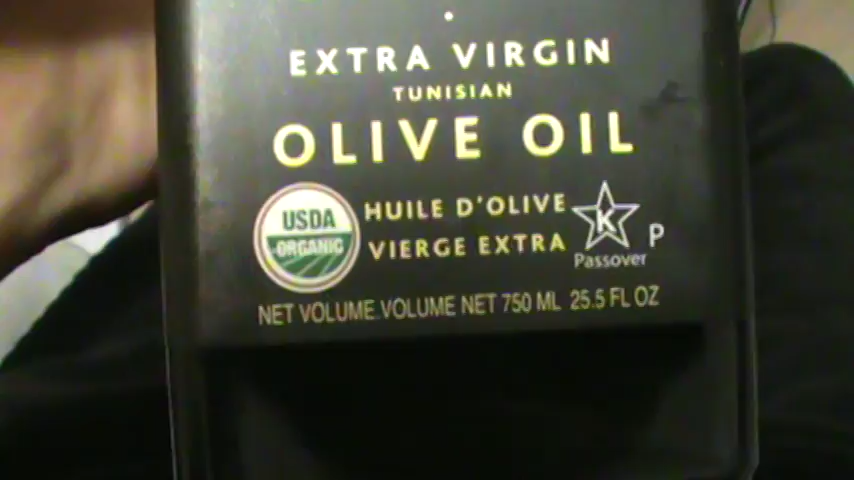 EXTRA VIRGIN
TUNISIAN
OLIVE OIL
USDA
ORGANIC
HUILE D'OLIVE
VIERGE EXTRA
K
P
Passover
NET VOLUME.VOLUME NET 750 ML 25.5 FL OZ